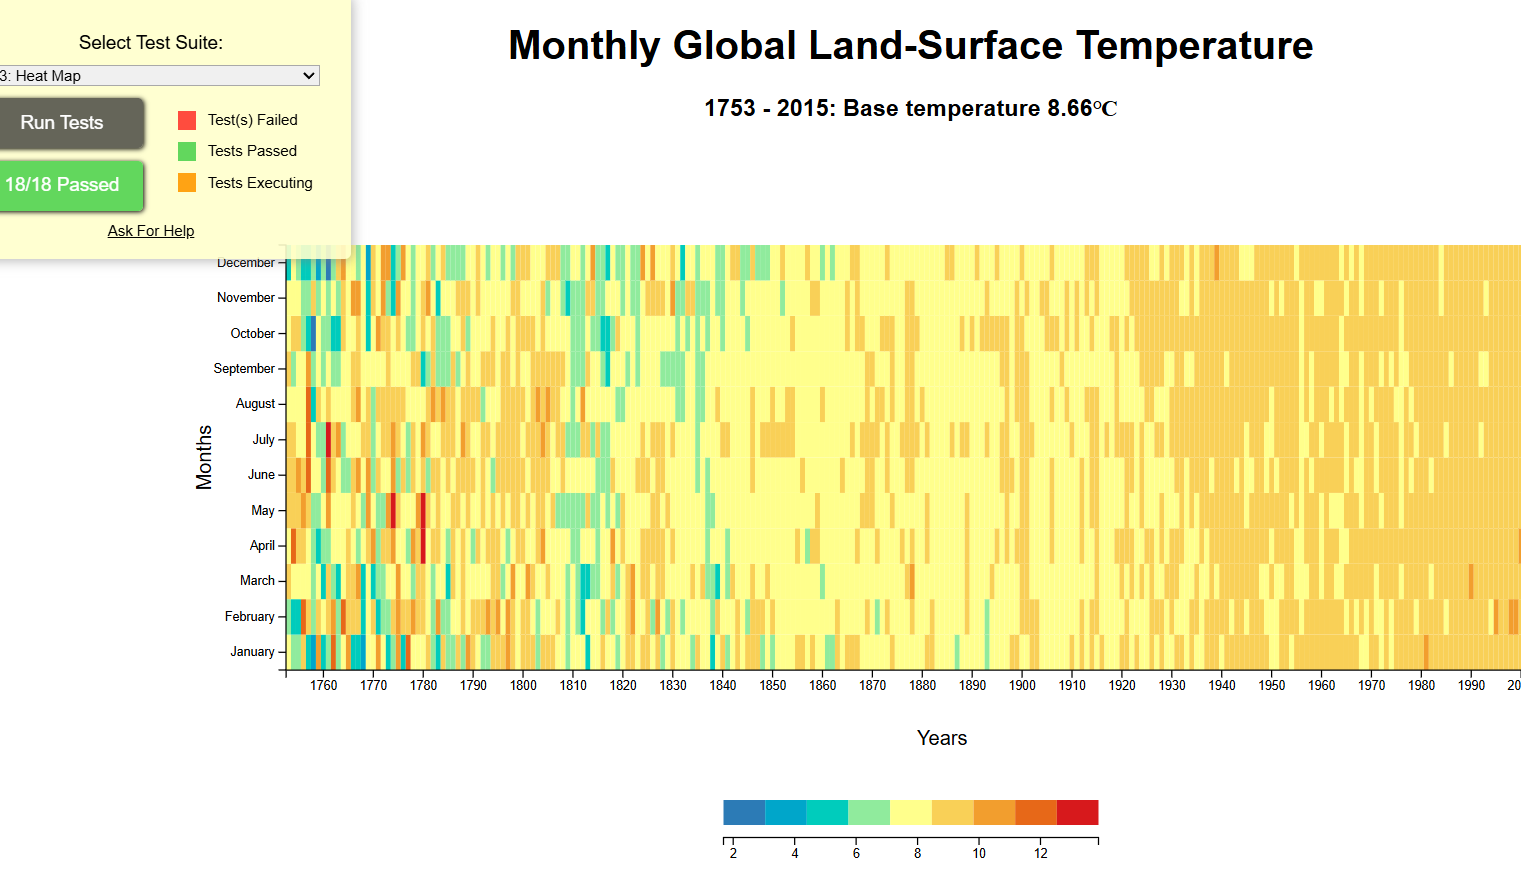 Select Test Suite:
3: Heat Map
Run Tests
18/18 Passed
Test(s) Failed
Tests Passed
Tests Executing
Ask For Help
Monthly Global Land-Surface Temperature
1753 - 2015: Base temperature 8.66℃
Months
December
November
October
September
August
July
June
May
April
March
February
January
1760 1770 1780 1790 1800 1810 1820 1830 1840 1850 1860 1870 1880 1890 1900 1910 1920 1930 1940 1950 1960 1970 1980 1990 20
Years
2 4 6 8 10 12